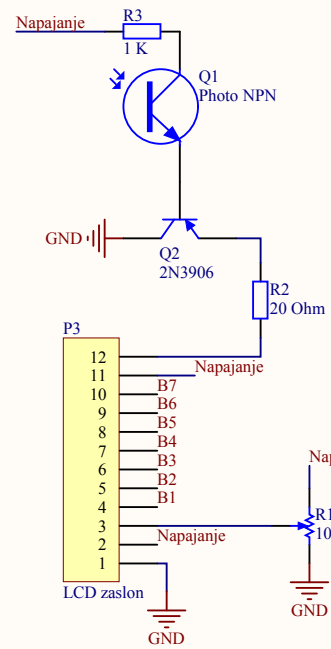 Napajanje
R3
1 K
Q1
Photo NPN
GND
Q2
2N3906
R2
20 Ohm
P3
12
Napajanje
11
10
B7
9
B6
8
B5
7
B4
6
B3
5
B2
4
B1
3
R1
2
Napajanje
1
LCD zaslon
GND
GND